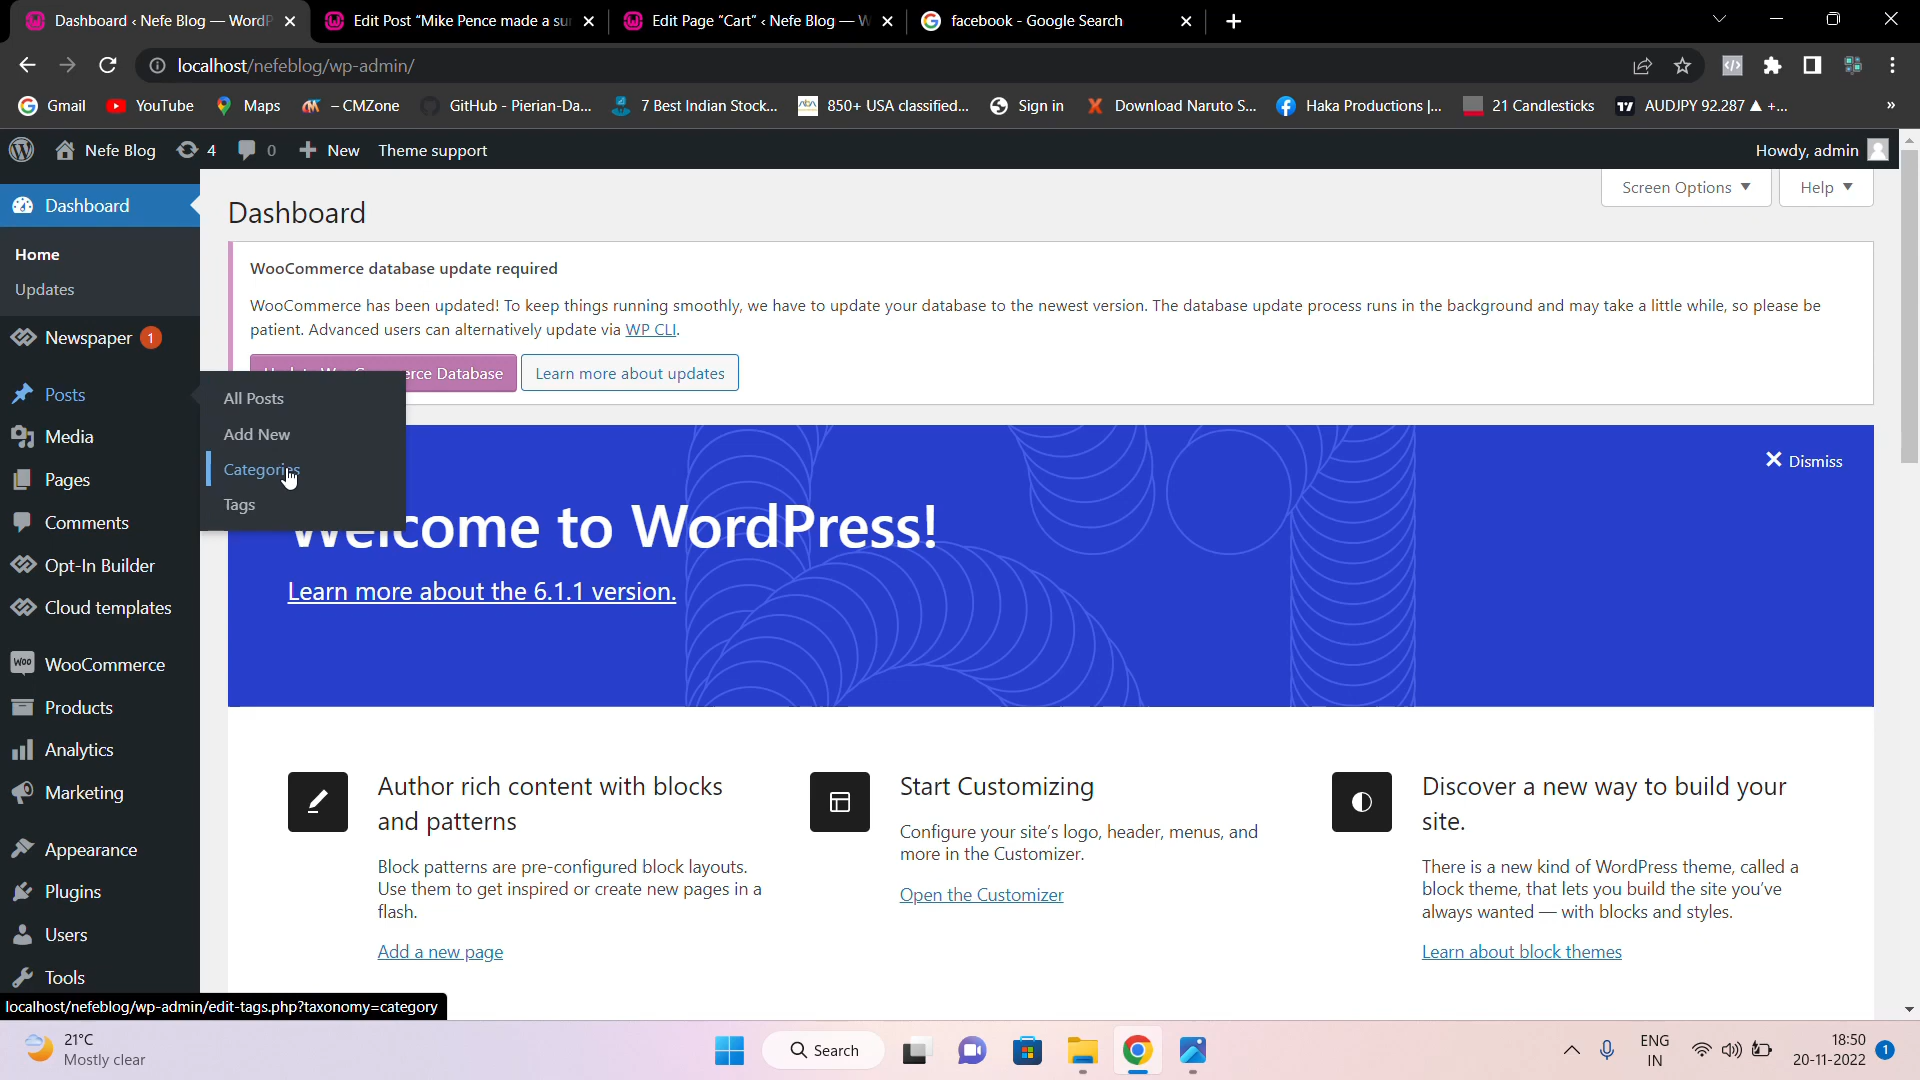 Dashboard ‹ Nefe Blog — WordP
Edit Post “Mike Pence made a su
Edit Page “Cart” ‹ Nefe Blog — W
facebook - Google Search
localhost/nefeblog/wp-admin/
Gmail
YouTube
Maps
– CMZone
GitHub - Pierian-Da...
7 Best Indian Stock...
850+ USA classified...
Sign in
Download Naruto S...
Haka Productions |...
21 Candlesticks
AUDJPY 92.287 ▲ +...
»
Nefe Blog
4
0
New
Theme support
Howdy, admin
Dashboard
Home
Updates
Newspaper 1
Posts
Media
Pages
Comments
Opt-In Builder
Cloud templates
WooCommerce
Products
Analytics
Marketing
Appearance
Plugins
Users
Tools
All Posts
Add New
Categories
Tags
Screen Options
Help
Dashboard
WooCommerce database update required
WooCommerce has been updated! To keep things running smoothly, we have to update your database to the newest version. The database update process runs in the background and may take a little while, so please be
patient. Advanced users can alternatively update via WP CLI.
erce Database
Learn more about updates
Dismiss
Welcome to WordPress!
Learn more about the 6.1.1 version.
Author rich content with blocks
and patterns
Block patterns are pre-configured block layouts.
Use them to get inspired or create new pages in a
flash.
Add a new page
Start Customizing
Configure your site’s logo, header, menus, and
more in the Customizer.
Open the Customizer
Discover a new way to build your
site.
There is a new kind of WordPress theme, called a
block theme, that lets you build the site you’ve
always wanted — with blocks and styles.
Learn about block themes
localhost/nefeblog/wp-admin/edit-tags.php?taxonomy=category
21°C
Mostly clear
Search
ENG
IN
18:50
20-11-2022
1